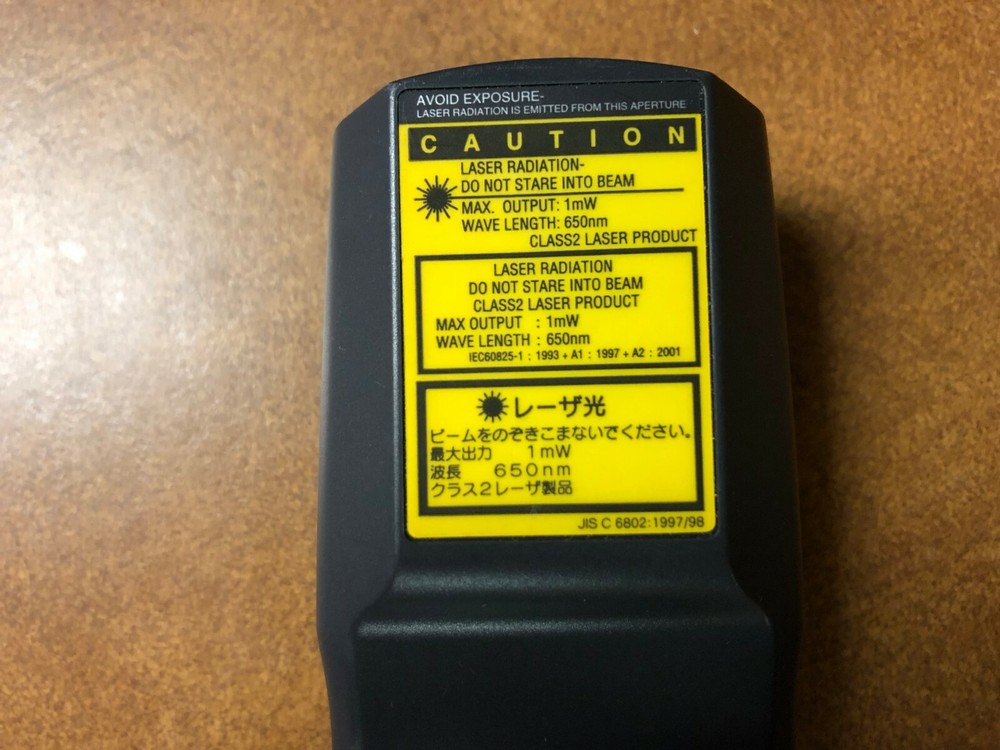 AVOID EXPOSURE-
LASER RADIATION IS EMITTED FROM THIS APERTURE
CAUTION
LASER RADIATION-
DO NOT STARE INTO BEAM
MAX. OUTPUT: 1mW
WAVE LENGTH: 650nm
CLASS2 LASER PRODUCT
LASER RADIATION
DO NOT STARE INTO BEAM
CLASS2 LASER PRODUCT
MAX OUTPUT : 1mW
WAVE LENGTH : 650nm
IEC60825-1 : 1993 + A1 : 1997 + A2 : 2001
レーザ光
ビームをのぞきこまないでください。
最大出力 1mW
波長 650nm
クラス2レーザ製品
JIS C 6802:1997/98